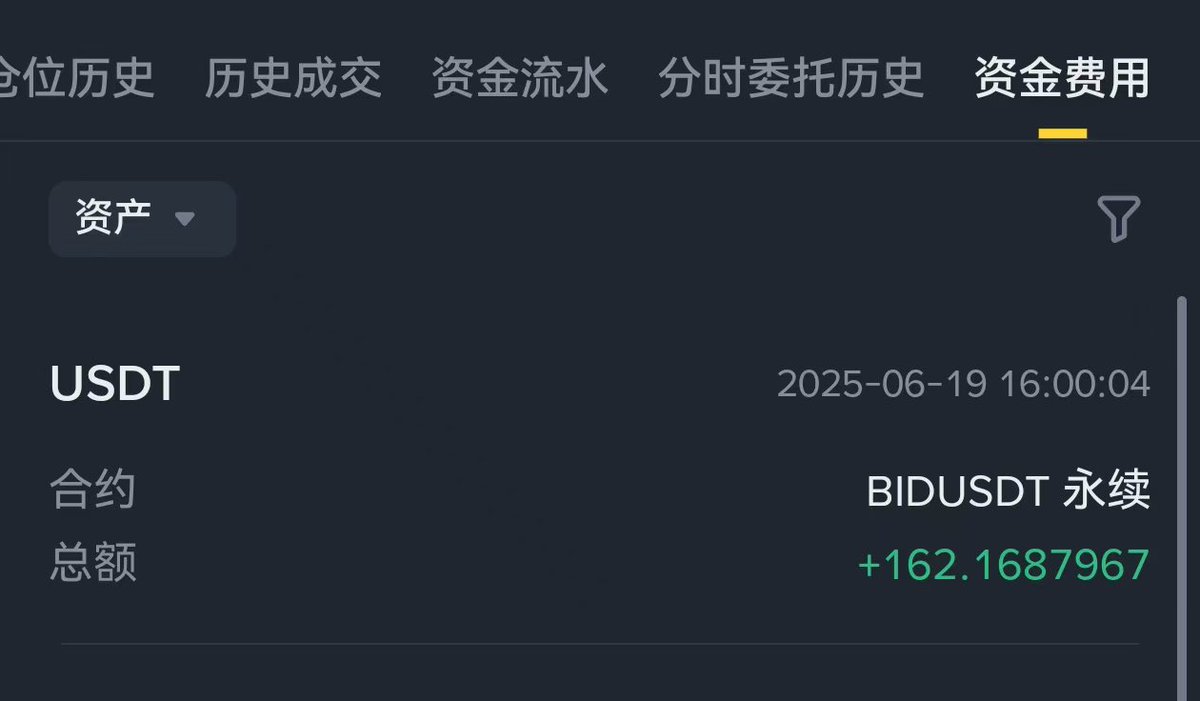 仓位历史 历史成交 资金流水 分时委托历史 资金费用
资产
USDT 2025-06-19 16:00:04
合约 BIDUSDT 永续
总额 +162.1687967